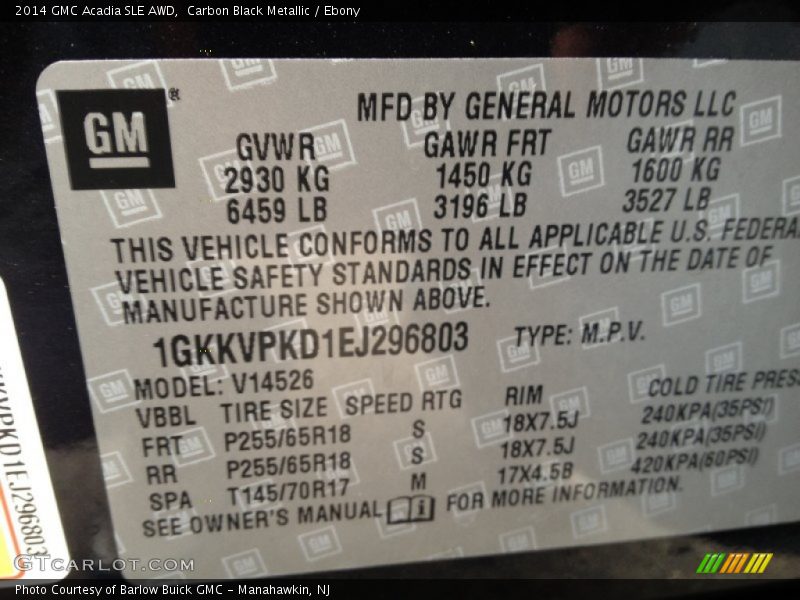 2014 GMC Acadia SLE AWD,  Carbon Black Metallic / Ebony
GM ®
MFD BY GENERAL MOTORS LLC
GVWR GAWR FRT GAWR RR
2930 KG 1450 KG 1600 KG
6459 LB 3196 LB 3527 LB
THIS VEHICLE CONFORMS TO ALL APPLICABLE U.S. FEDERA
VEHICLE SAFETY STANDARDS IN EFFECT ON THE DATE OF
MANUFACTURE SHOWN ABOVE.
1GKKVPKD1EJ296803 TYPE: M.P.V.
MODEL: V14526
VBBL TIRE SIZE SPEED RTG RIM COLD TIRE PRESS
FRT P255/65R18 S 18X7.5J 240KPA(35PSI)
RR P255/65R18 S 18X7.5J 240KPA(35PSI)
SPA T145/70R17 M 17X4.5B 420KPA(60PSI)
SEE OWNER'S MANUAL FOR MORE INFORMATION.
KVPKD1EJ296803
GTCARLOT.COM
Photo Courtesy of Barlow Buick GMC - Manahawkin, NJ